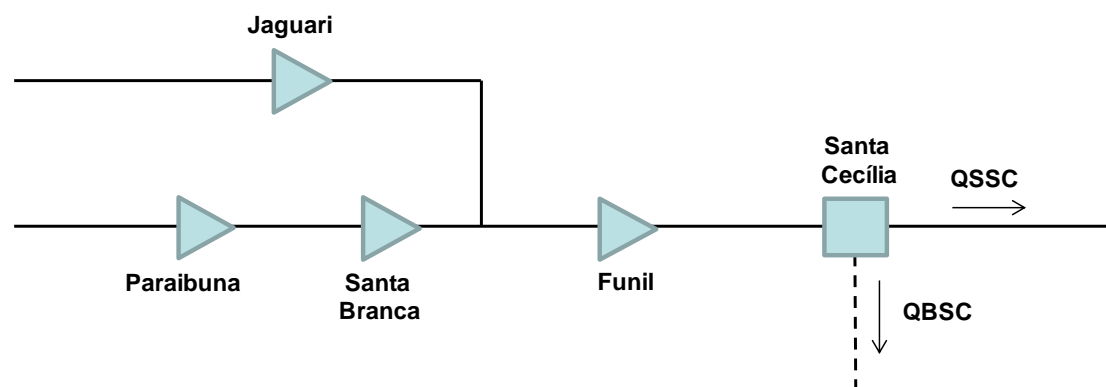 Jaguari
Santa
Cecília
QSSC
Paraibuna
Santa
Branca
Funil
QBSC